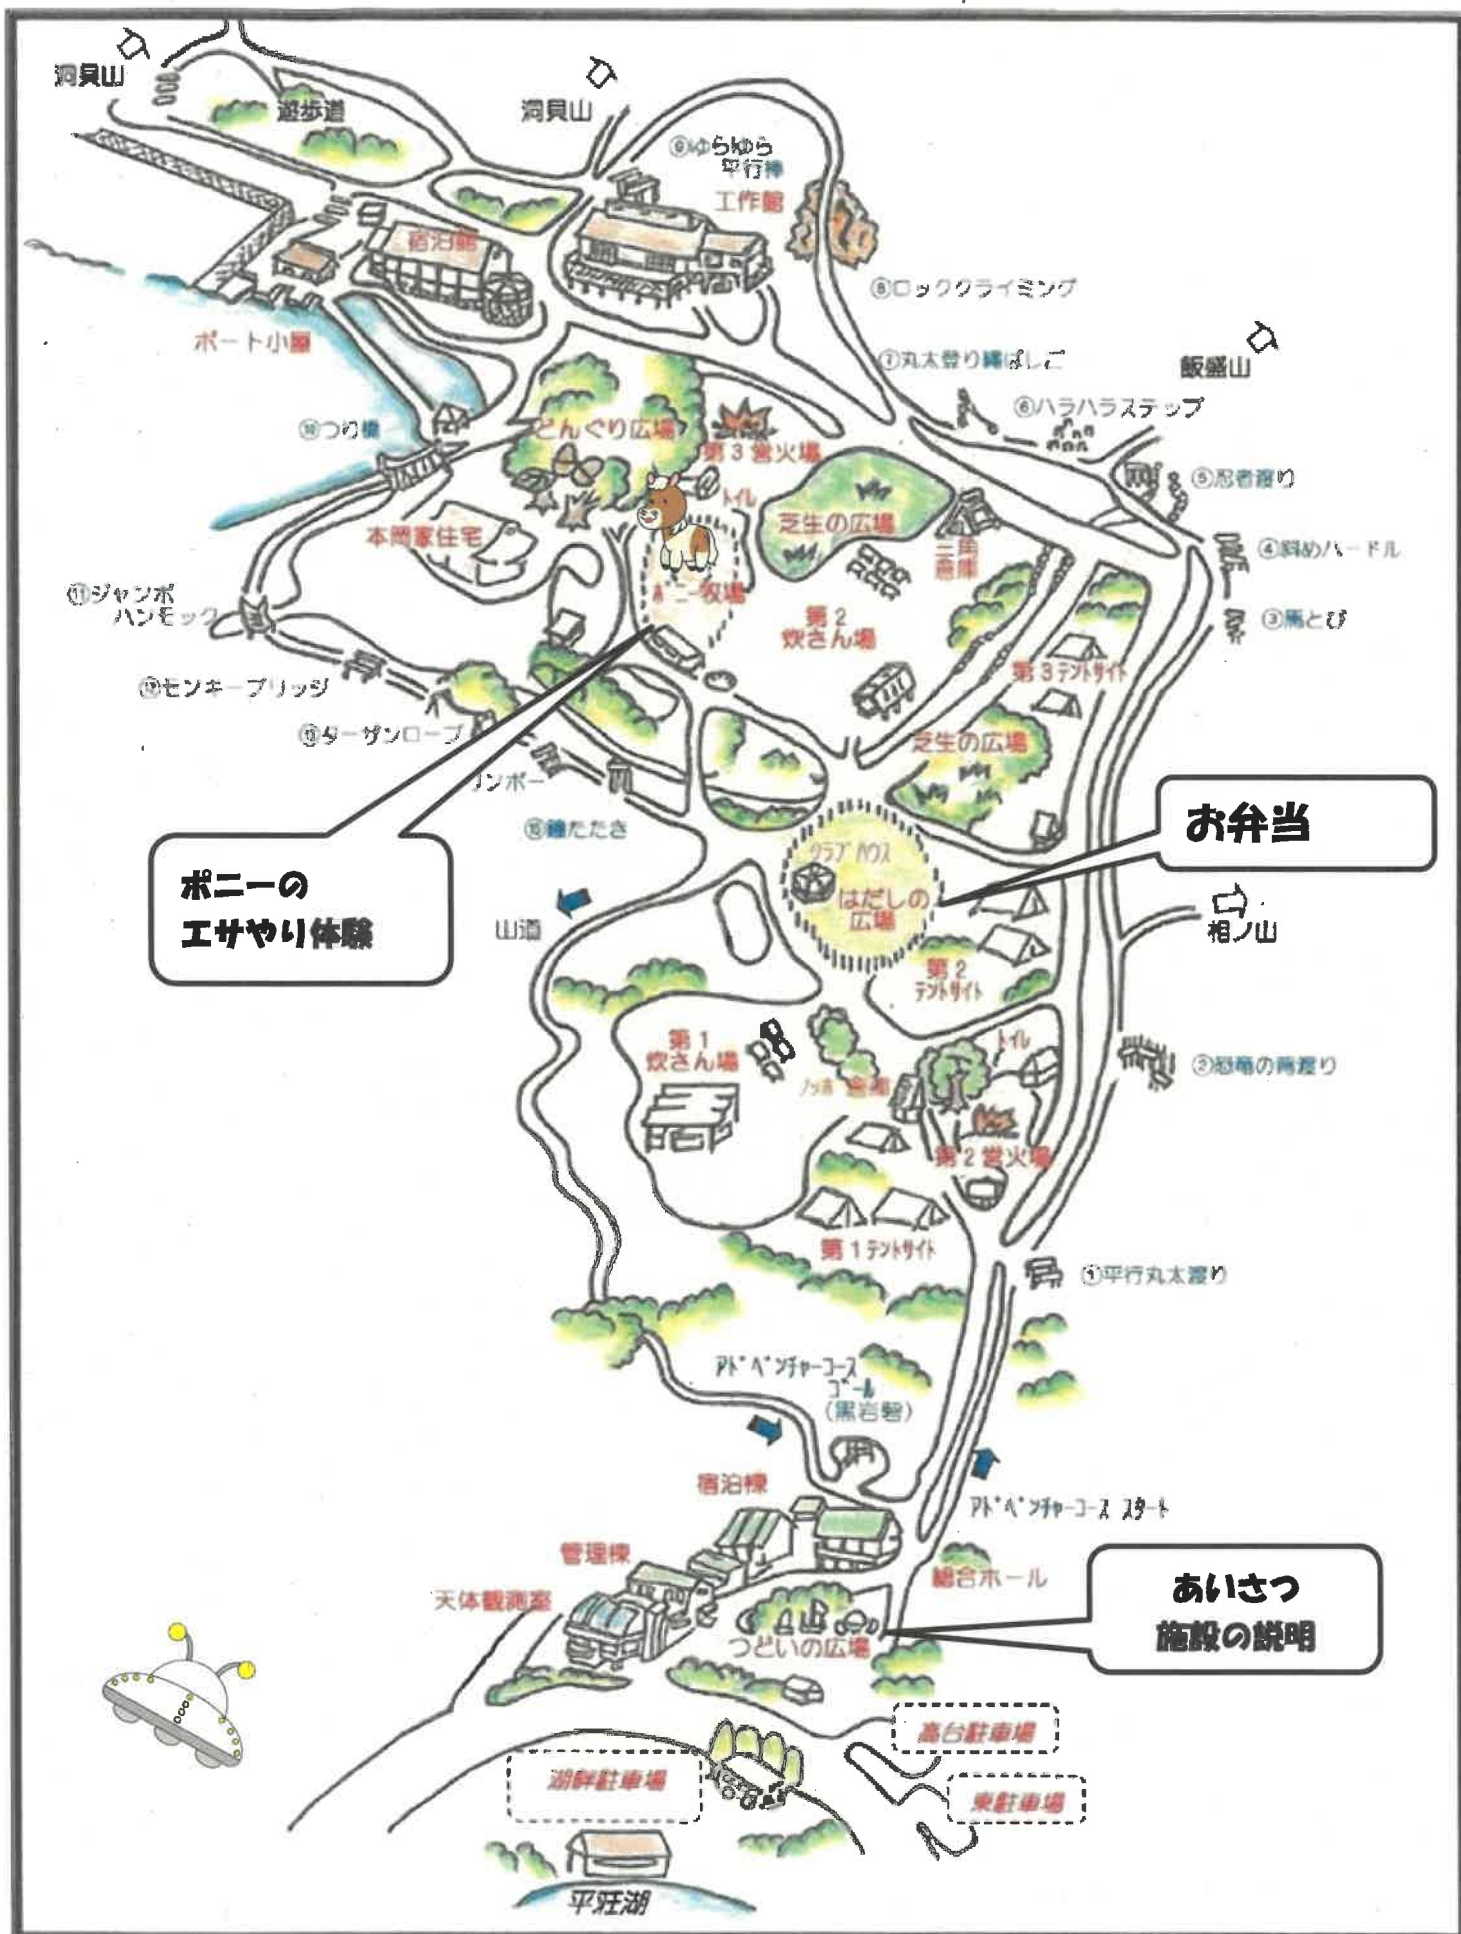 洞貝山
遊歩道
洞貝山
⑨ゆらゆら
平行棒
工作館
宿泊館
⑧ロッククライミング
ボート小屋
⑦丸太登り縄ばしご
飯盛山
⑥ハラハラステップ
⑩つり橋
どんぐり広場
第3営火場
トイレ
⑤忍者渡り
芝生の広場
三角
倉庫
本岡家住宅
④斜めハードル
⑪ジャンボ
ハンモック
ポニー牧場
第2
炊さん場
③馬とび
第3テントサイト
⑫モンキーブリッジ
⑬ターザンロープ
芝生の広場
リンボー
⑮鐘たたき
お弁当
クラブハウス
はだしの
広場
ポニーの
エサやり体験
山道
相ノ山
第2
テントサイト
第1
炊さん場
トイレ
②恐竜の背渡り
倉庫
第2営火場
第1テントサイト
①平行丸太渡り
アドベンチャーコース
ゴール
(黒岩磐)
宿泊棟
アドベンチャーコース スタート
管理棟
総合ホール
天体観測室
つどいの広場
あいさつ
施設の説明
高台駐車場
湖畔駐車場
東駐車場
平荘湖